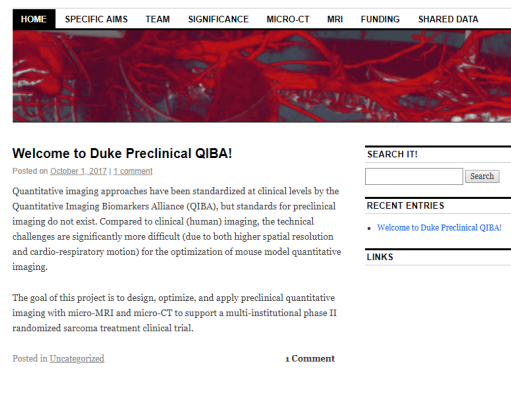 HOME SPECIFIC AIMS TEAM SIGNIFICANCE MICRO-CT MRI FUNDING SHARED DATA
Welcome to Duke Preclinical QIBA!
Posted on October 1, 2017 | 1 comment
Quantitative imaging approaches have been standardized at clinical levels by the
Quantitative Imaging Biomarkers Alliance (QIBA), but standards for preclinical
imaging do not exist. Compared to clinical (human) imaging, the technical
challenges are significantly more difficult (due to both higher spatial resolution
and cardio-respiratory motion) for the optimization of mouse model quantitative
imaging.
The goal of this project is to design, optimize, and apply preclinical quantitative
imaging with micro-MRI and micro-CT to support a multi-institutional phase II
randomized sarcoma treatment clinical trial.
Posted in Uncategorized 1 Comment
SEARCH IT!
Search
RECENT ENTRIES
Welcome to Duke Preclinical QIBA!
LINKS